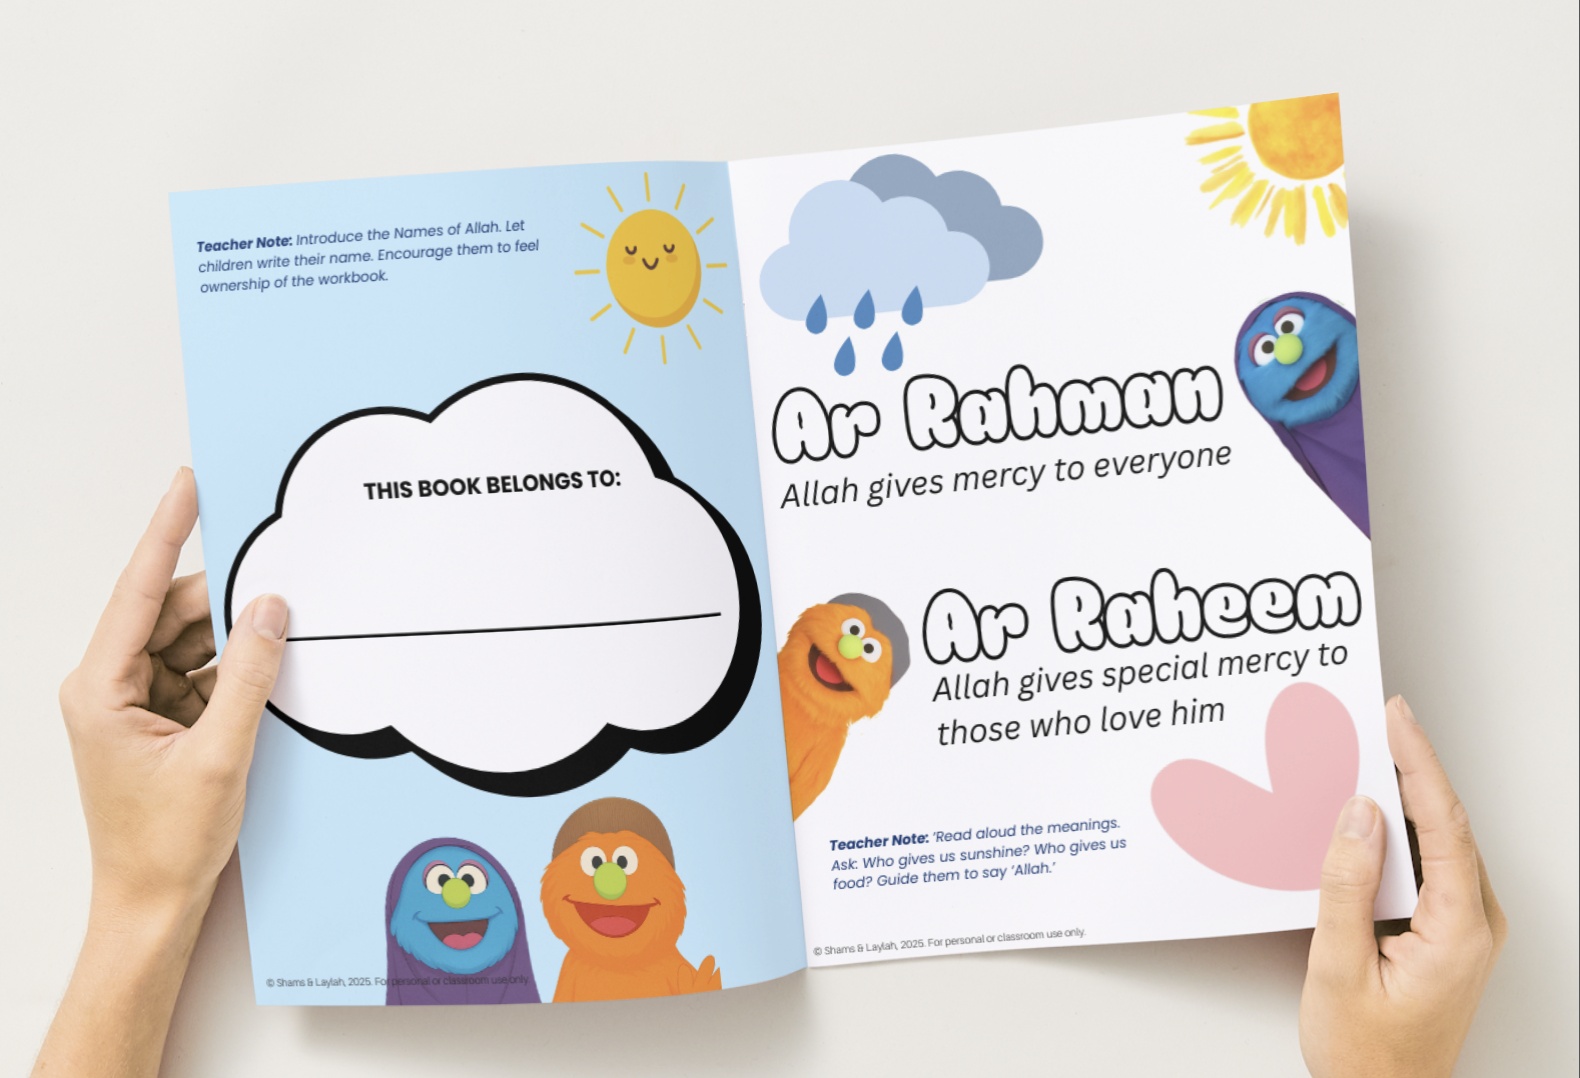 Teacher Note: Introduce the Names of Allah. Let
children write their name. Encourage them to feel
ownership of the workbook.
THIS BOOK BELONGS TO:
© Shams & Laylah, 2025. For personal or classroom use only.
Ar Rahman
Allah gives mercy to everyone
Ar Raheem
Allah gives special mercy to
those who love him
Teacher Note: 'Read aloud the meanings.
Ask: Who gives us sunshine? Who gives us
food? Guide them to say 'Allah.'
© Shams & Laylah, 2025. For personal or classroom use only.